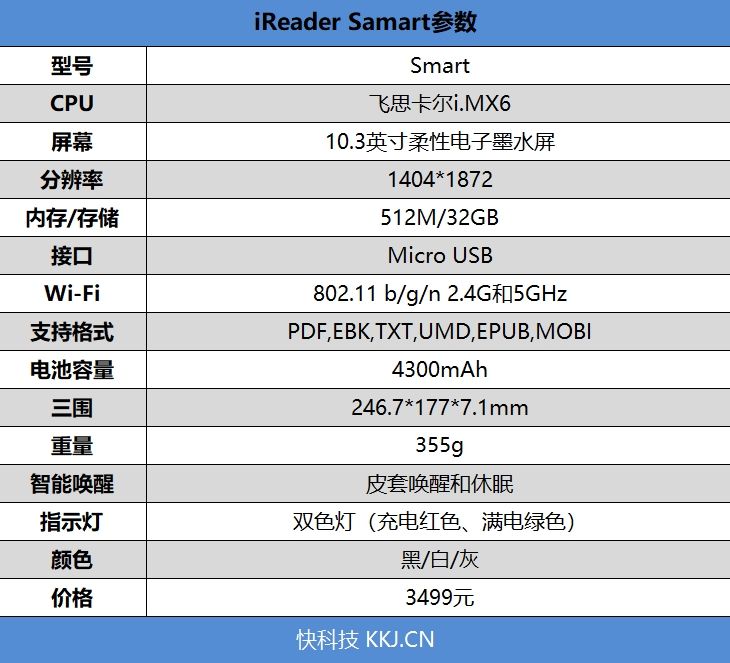 iReader Samart参数
型号 Smart
CPU 飞思卡尔i.MX6
屏幕 10.3英寸柔性电子墨水屏
分辨率 1404*1872
内存/存储 512M/32GB
接口 Micro USB
Wi-Fi 802.11 b/g/n 2.4G和5GHz
支持格式 PDF,EBK,TXT,UMD,EPUB,MOBI
电池容量 4300mAh
三围 246.7*177*7.1mm
重量 355g
智能唤醒 皮套唤醒和休眠
指示灯 双色灯（充电红色、满电绿色）
颜色 黑/白/灰
价格 3499元
快科技 KKJ.CN